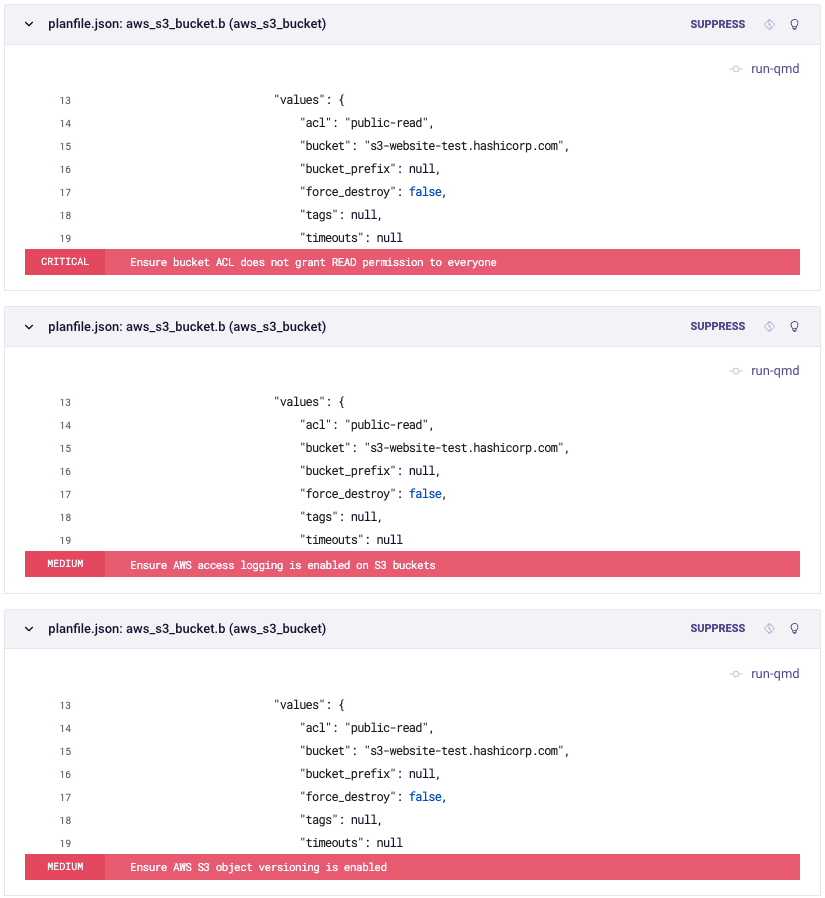 planfile.json: aws_s3_bucket.b (aws_s3_bucket) SUPPRESS
run-qmd
13 "values": {
14 "acl": "public-read",
15 "bucket": "s3-website-test.hashicorp.com",
16 "bucket_prefix": null,
17 "force_destroy": false,
18 "tags": null,
19 "timeouts": null
CRITICAL Ensure bucket ACL does not grant READ permission to everyone
planfile.json: aws_s3_bucket.b (aws_s3_bucket) SUPPRESS
run-qmd
13 "values": {
14 "acl": "public-read",
15 "bucket": "s3-website-test.hashicorp.com",
16 "bucket_prefix": null,
17 "force_destroy": false,
18 "tags": null,
19 "timeouts": null
MEDIUM Ensure AWS access logging is enabled on S3 buckets
planfile.json: aws_s3_bucket.b (aws_s3_bucket) SUPPRESS
run-qmd
13 "values": {
14 "acl": "public-read",
15 "bucket": "s3-website-test.hashicorp.com",
16 "bucket_prefix": null,
17 "force_destroy": false,
18 "tags": null,
19 "timeouts": null
MEDIUM Ensure AWS S3 object versioning is enabled